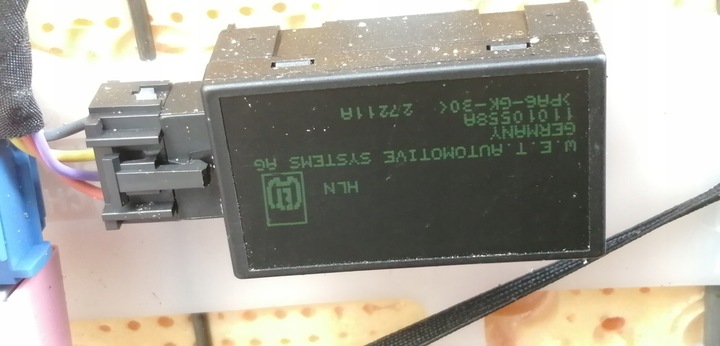 HLN
W.E.T. AUTOMOTIVE SYSTEMS AG
GERMANY
11010558A
>PA6-GK-30<
27211A